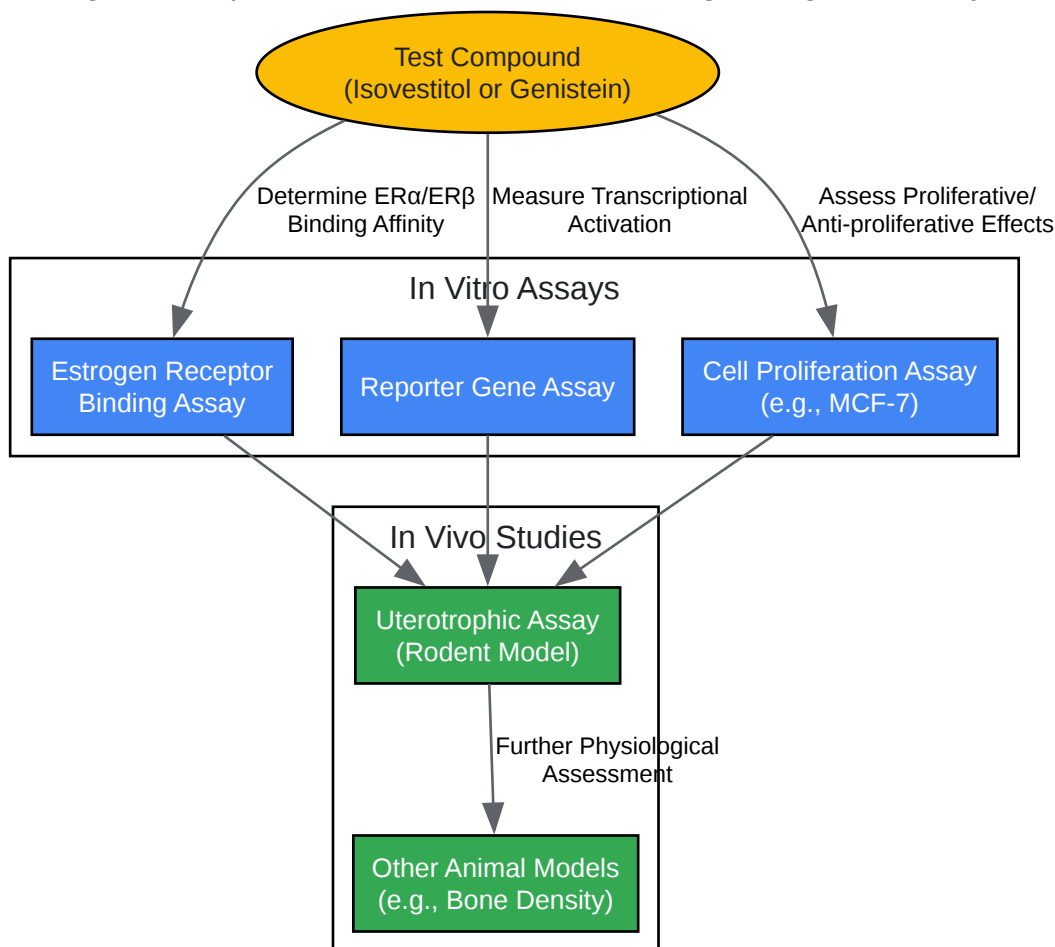 Test Compound
(Isovestitol or Genistein)
Determine ERα/ERβ
Binding Affinity
Measure Transcriptional
Activation
Assess Proliferative/
Anti-proliferative Effects
In Vitro Assays
Estrogen Receptor
Binding Assay
Reporter Gene Assay
Cell Proliferation Assay
(e.g., MCF-7)
In Vivo Studies
Uterotrophic Assay
(Rodent Model)
Further Physiological
Assessment
Other Animal Models
(e.g., Bone Density)